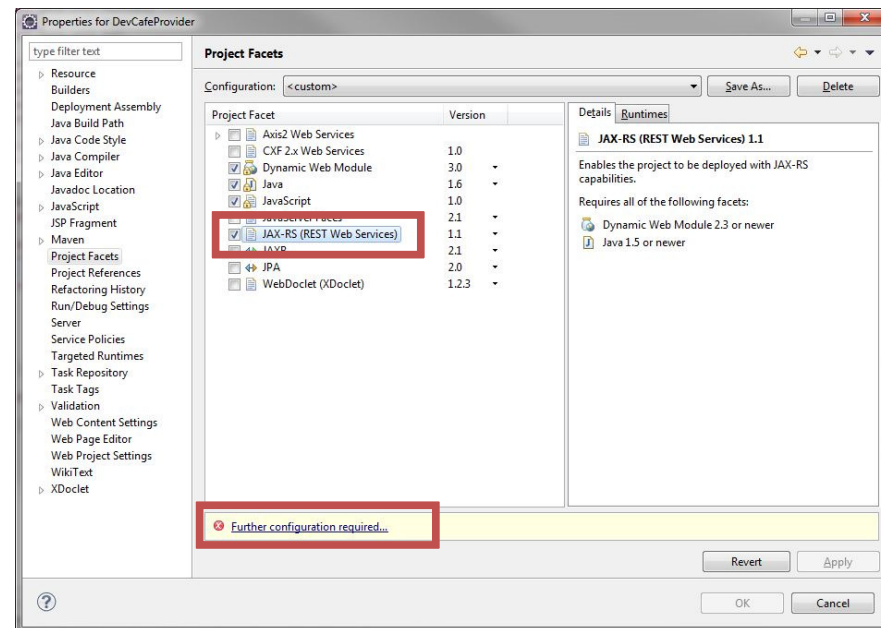 Properties for DevCafeProvider
type filter text
Resource
Builders
Deployment Assembly
Java Build Path
Java Code Style
Java Compiler
Java Editor
Javadoc Location
JavaScript
JSP Fragment
Maven
Project Facets
Project References
Refactoring History
Run/Debug Settings
Server
Service Policies
Targeted Runtimes
Task Repository
Task Tags
Validation
Web Content Settings
Web Page Editor
Web Project Settings
WikiText
XDoclet
Project Facets
Configuration: <custom> Save As... Delete
Project Facet Version
Axis2 Web Services
CXF 2.x Web Services 1.0
Dynamic Web Module 3.0
Java 1.6
JavaScript 1.0
JavaServer Faces 2.1
JAX-RS (REST Web Services) 1.1
JAXB 2.1
JPA 2.0
WebDoclet (XDoclet) 1.2.3
Details Runtimes
JAX-RS (REST Web Services) 1.1
Enables the project to be deployed with JAX-RS
capabilities.
Requires all of the following facets:
Dynamic Web Module 2.3 or newer
Java 1.5 or newer
Further configuration required...
Revert Apply
OK Cancel